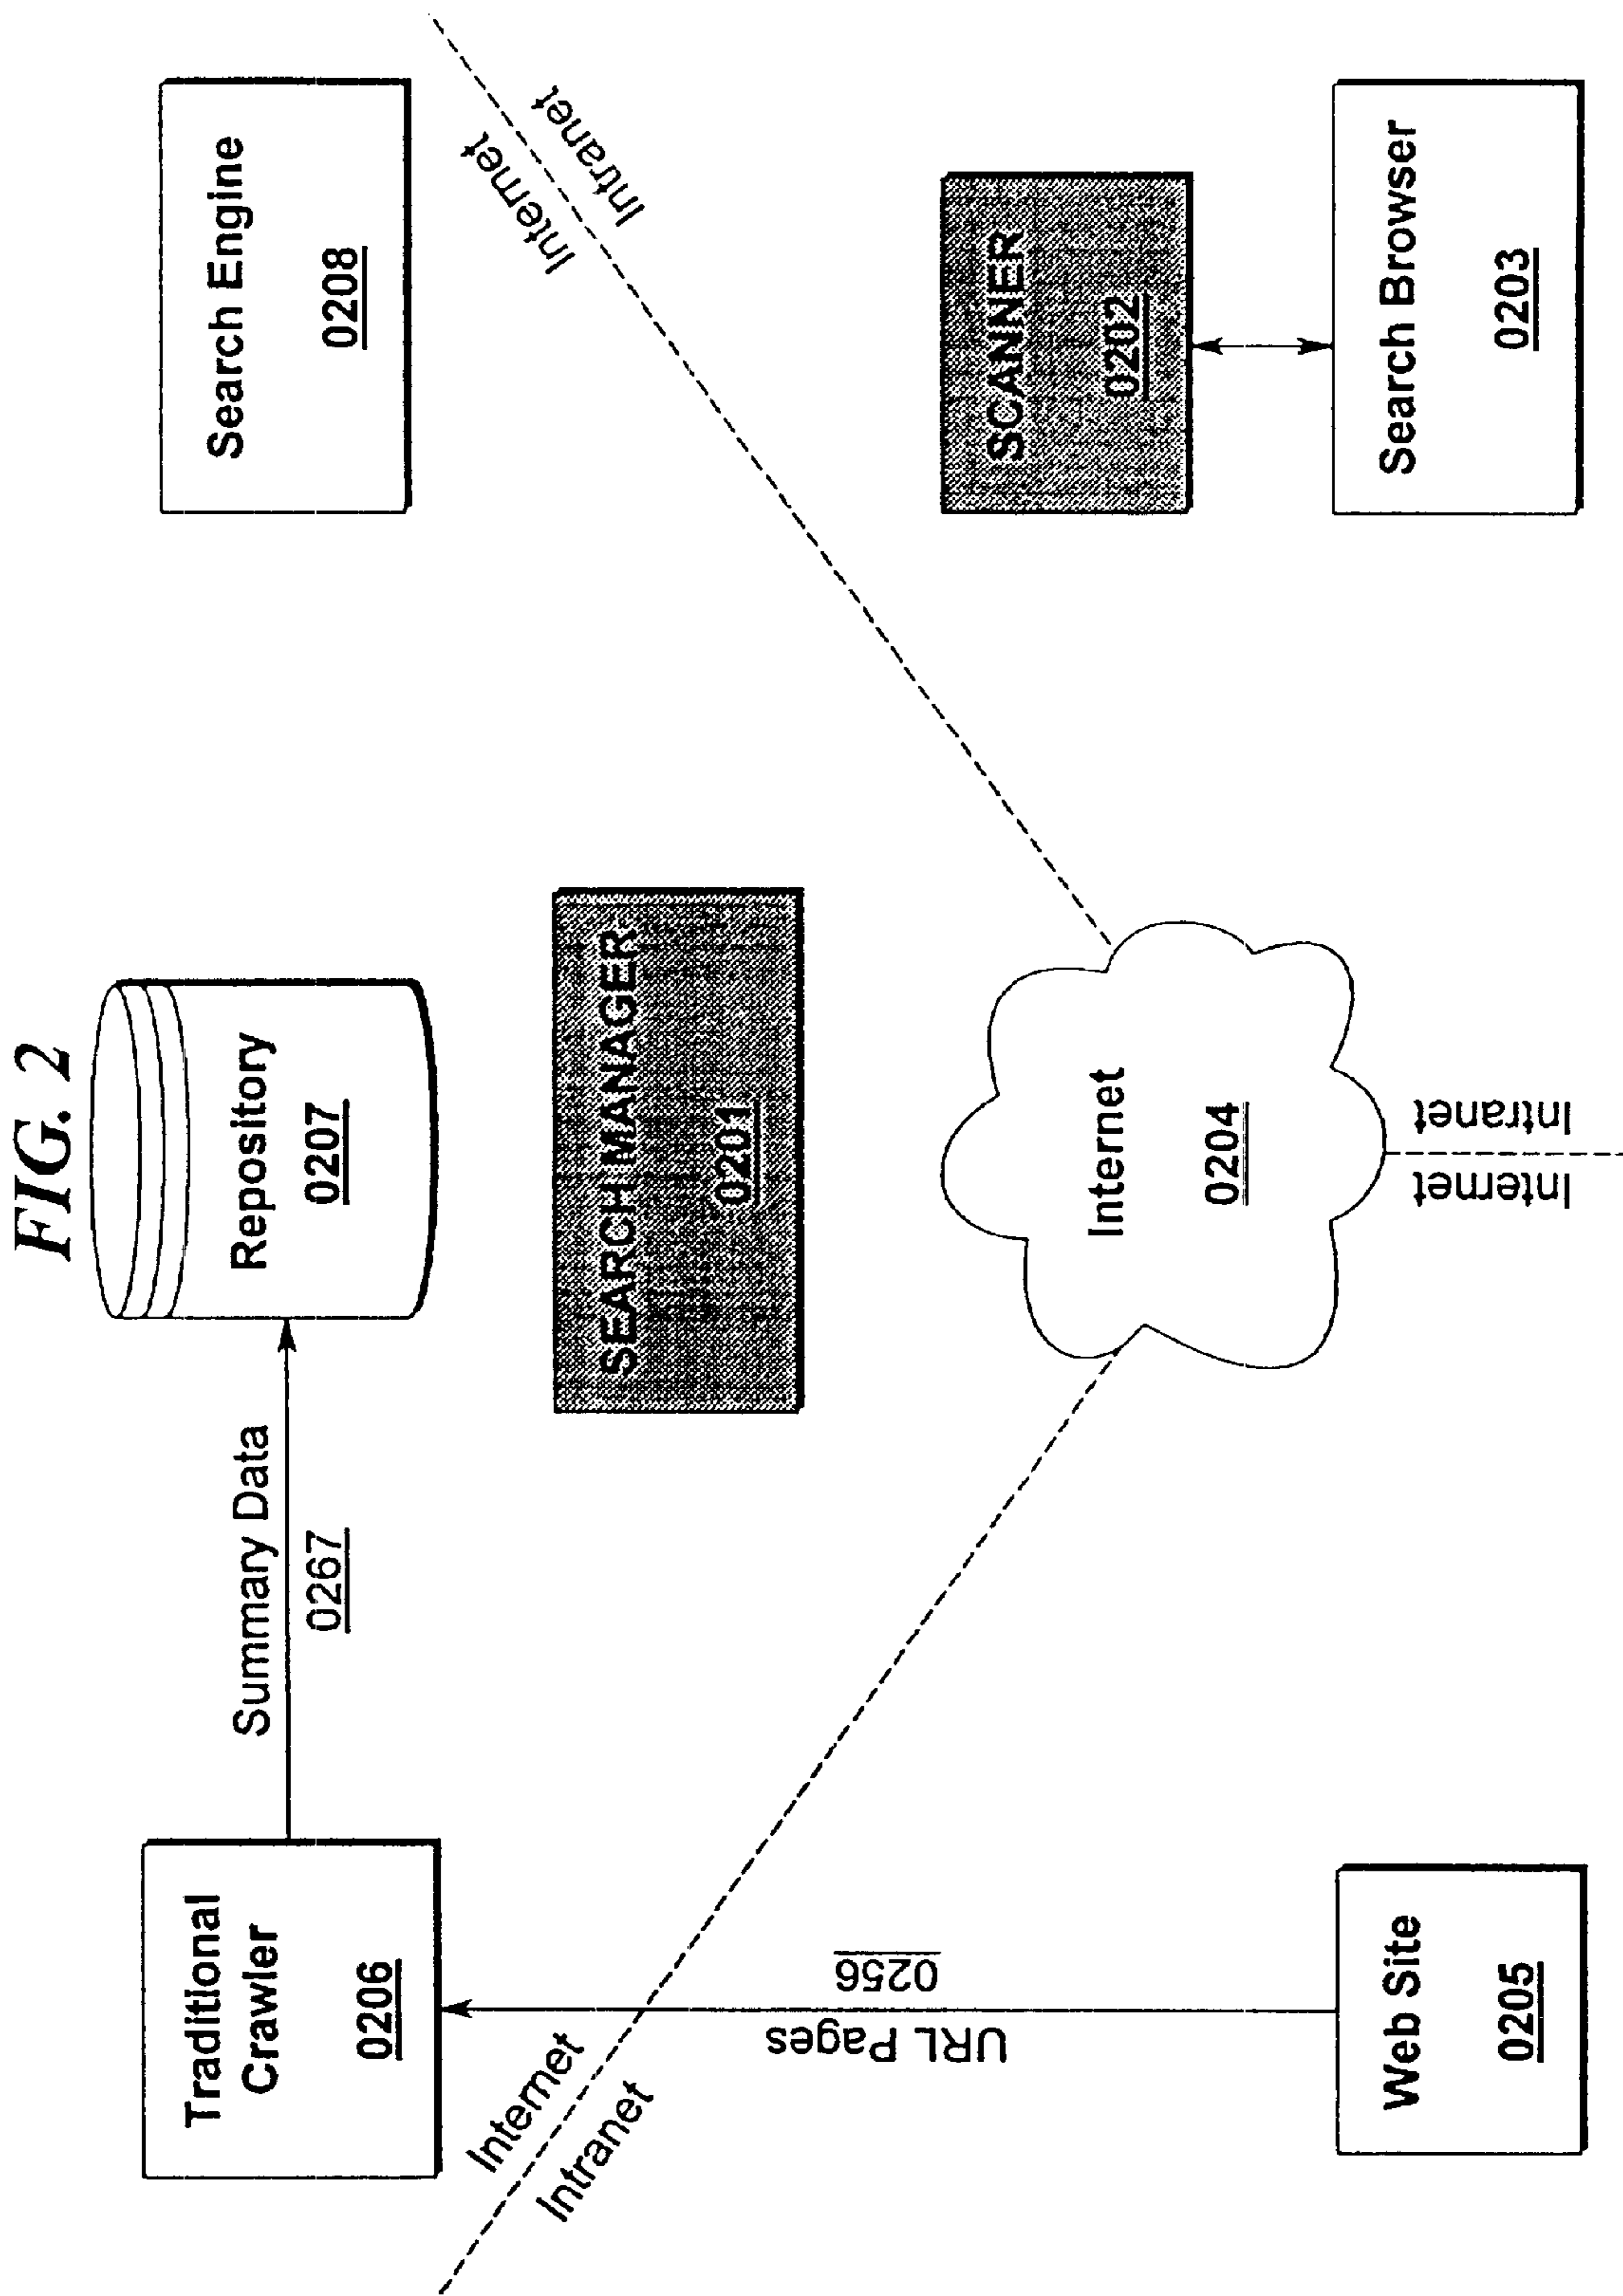 FIG. 2
Traditional
Crawler
0206
Summary Data
0267
Repository
0207
Search Engine
0208
SEARCH MANAGER
0201
Internet
Intranet
Internet
Intranet
URL Pages
0256
Internet
0204
SCANNER
0202
Web Site
0205
Internet
Intranet
Search Browser
0203